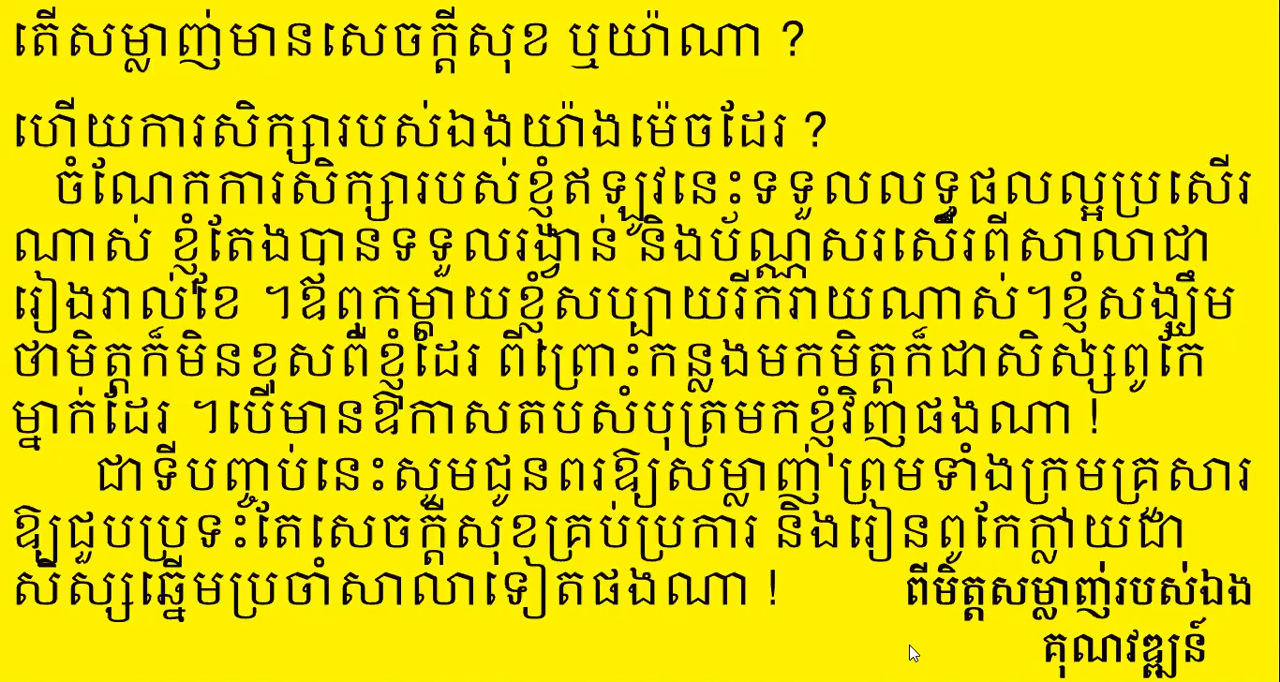 តើសម្លាញ់មានសេចក្តីសុខ ឬយ៉ាណា ?
ហើយការសិក្សារបស់ឯងយ៉ាងម៉េចដែរ ?
ចំណែកការសិក្សារបស់ខ្ញុំឥឡូវនេះទទួលលទ្ធផលល្អប្រសើរ
ណាស់ ខ្ញុំតែងបានទទួលរង្វាន់ និងប័ណ្ណសរសើរពីសាលាជា
រៀងរាល់ខែ ។ឪពុកម្តាយខ្ញុំសប្បាយរីករាយណាស់។ខ្ញុំសង្ឃឹម
ថាមិត្តក៏មិនខុសពីខ្ញុំដែរ ពីព្រោះកន្លងមកមិត្តក៏ជាសិស្សពូកែ
ម្នាក់ដែរ ។បើមានឱកាសតបសំបុត្រមកខ្ញុំវិញផងណា !
ជាទីបញ្ចប់នេះសូមជូនពរឱ្យសម្លាញ់ ព្រមទាំងក្រុមគ្រួសារ
ឱ្យជួបប្រទះតែសេចក្តីសុខគ្រប់ប្រការ និងរៀនពូកែក្លាយជា
សិស្សឆ្នើមប្រចាំសាលាទៀតផងណា !
ពីមិត្តសម្លាញ់របស់ឯង
គុណវឌ្ឍន៍